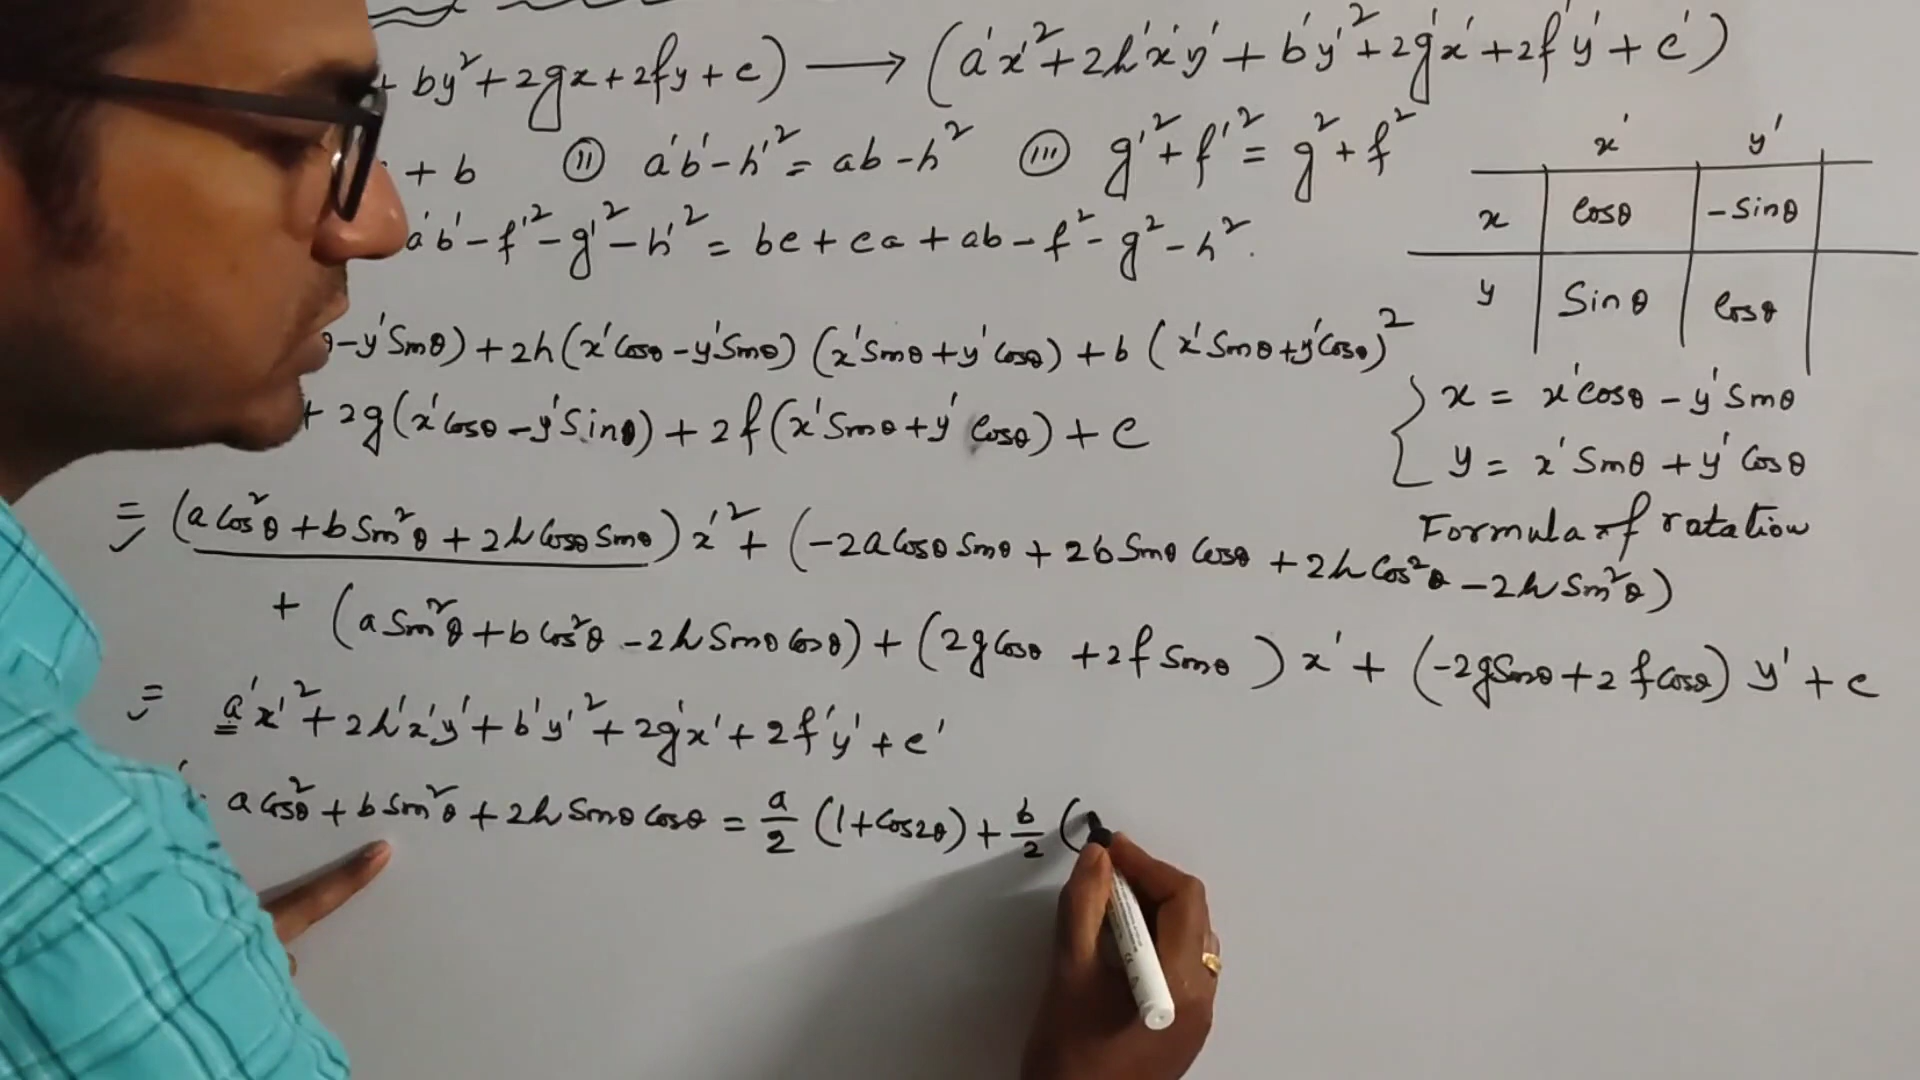 + by² + 2gx + 2fy + c) ⟶ (a'x'² + 2h'x'y' + b'y'² + 2g'x' + 2f'y' + c')
+ b (ii) a'b' - h'² = ab - h² (iii) g'² + f'² = g² + f²
a'b' - f'² - g'² - h'² = bc + ca + ab - f² - g² - h².
x' y'
x cosθ -Sinθ
y Sinθ cosθ
- y'Sinθ) + 2h(x'Cosθ - y'Sinθ) (x'Sinθ + y'Cosθ) + b (x'Sinθ + y'Cosθ)²
+ 2g(x'Cosθ - y'Sinθ) + 2f(x'Sinθ + y' Cosθ) + c
{ x = x'Cosθ - y'Sinθ
y = x'Sinθ + y'Cosθ
Formula of rotation
= (a Cos²θ + b Sin²θ + 2h Cosθ Sinθ) x'² + (-2a Cosθ Sinθ + 2b Sinθ Cosθ + 2h Cos²θ - 2h Sin²θ)
+ (a Sin²θ + b Cos²θ - 2h Sinθ Cosθ) + (2g Cosθ + 2f Sinθ) x' + (-2g Sinθ + 2f Cosθ) y' + c
= a'x'² + 2h'x'y' + b'y'² + 2g'x' + 2f'y' + c'
a Cos²θ + b Sin²θ + 2h Sinθ Cosθ = a/2 (1 + Cos2θ) + b/2 (